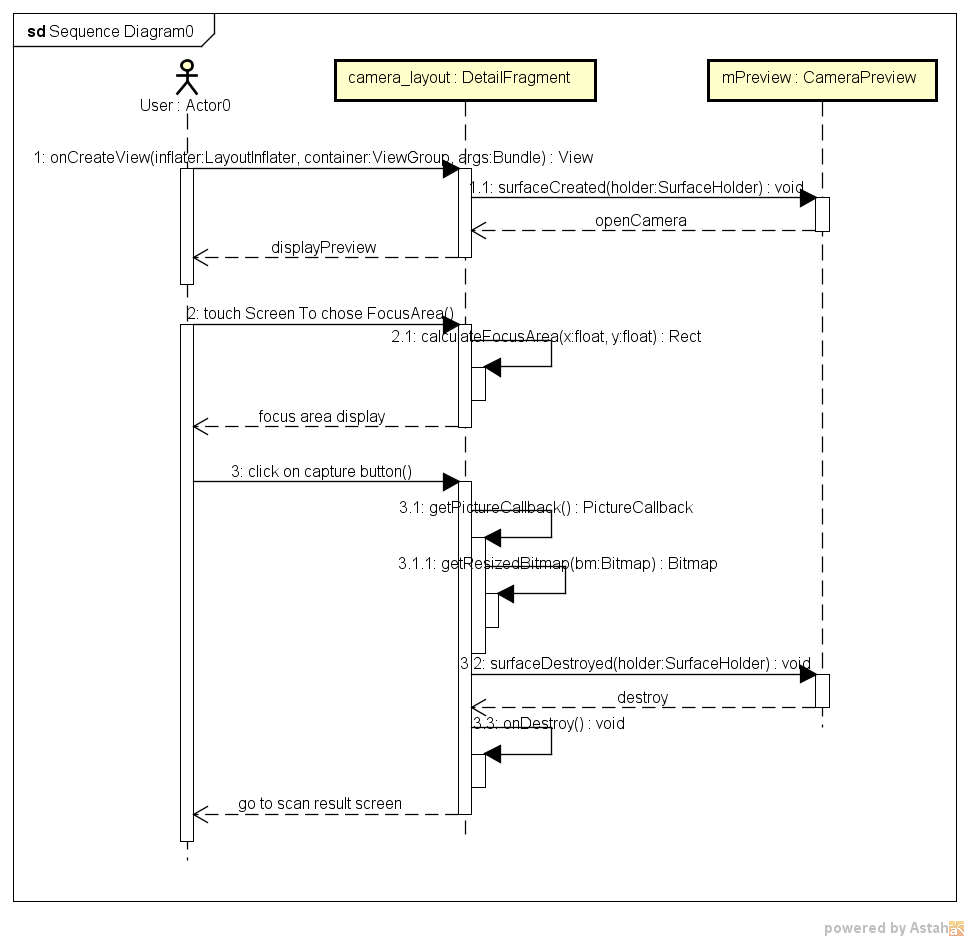 sd Sequence Diagram0
User : Actor0
camera_layout : DetailFragment
mPreview : CameraPreview
1: onCreateView(inflater:LayoutInflater, container:ViewGroup, args:Bundle) : View
1.1: surfaceCreated(holder:SurfaceHolder) : void
openCamera
displayPreview
2: touch Screen To chose FocusArea()
2.1: calculateFocusArea(x:float, y:float) : Rect
focus area display
3: click on capture button()
3.1: getPictureCallback() : PictureCallback
3.1.1: getResizedBitmap(bm:Bitmap) : Bitmap
3.2: surfaceDestroyed(holder:SurfaceHolder) : void
destroy
3.3: onDestroy() : void
go to scan result screen
powered by Astah